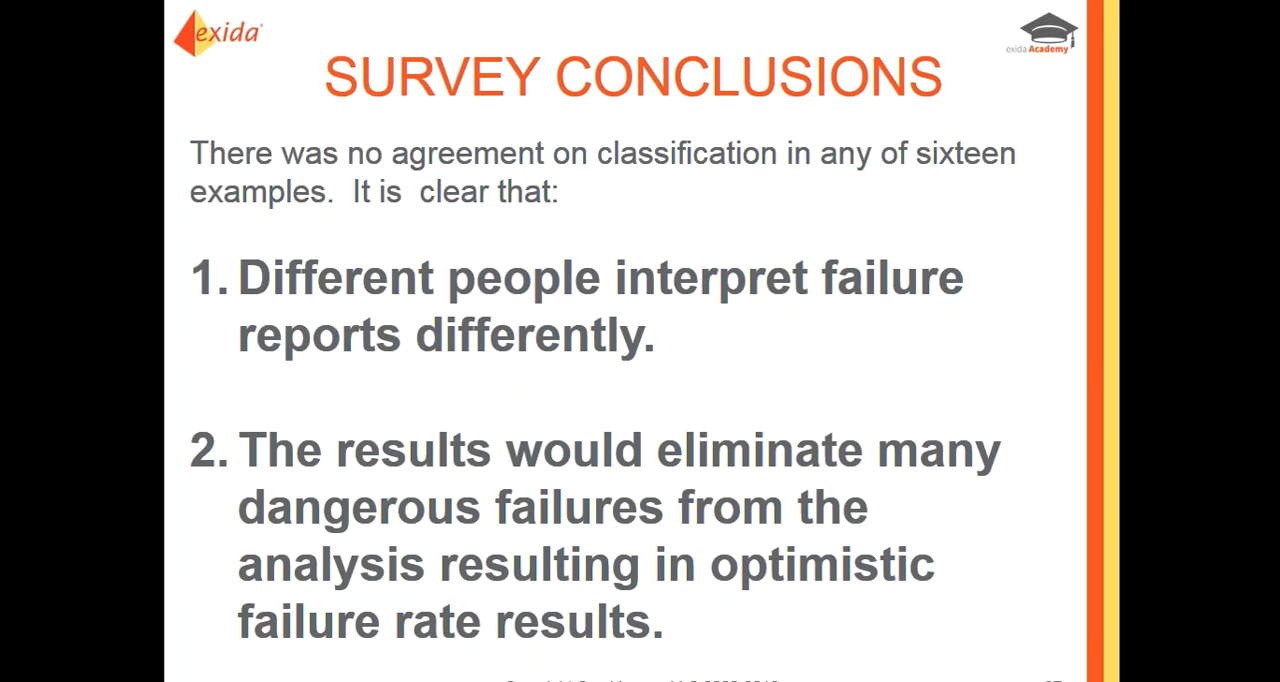 exida
exida Academy
SURVEY CONCLUSIONS
There was no agreement on classification in any of sixteen
examples. It is clear that:
1. Different people interpret failure
reports differently.
2. The results would eliminate many
dangerous failures from the
analysis resulting in optimistic
failure rate results.